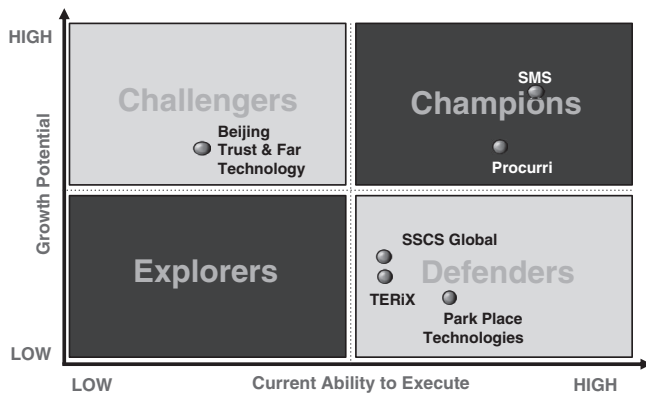 HIGH
Growth Potential
LOW
Challengers
Beijing
Trust & Far
Technology
SMS
Champions
Procurri
Explorers
SSCS Global
Defenders
TERiX
Park Place
Technologies
LOW
Current Ability to Execute
HIGH